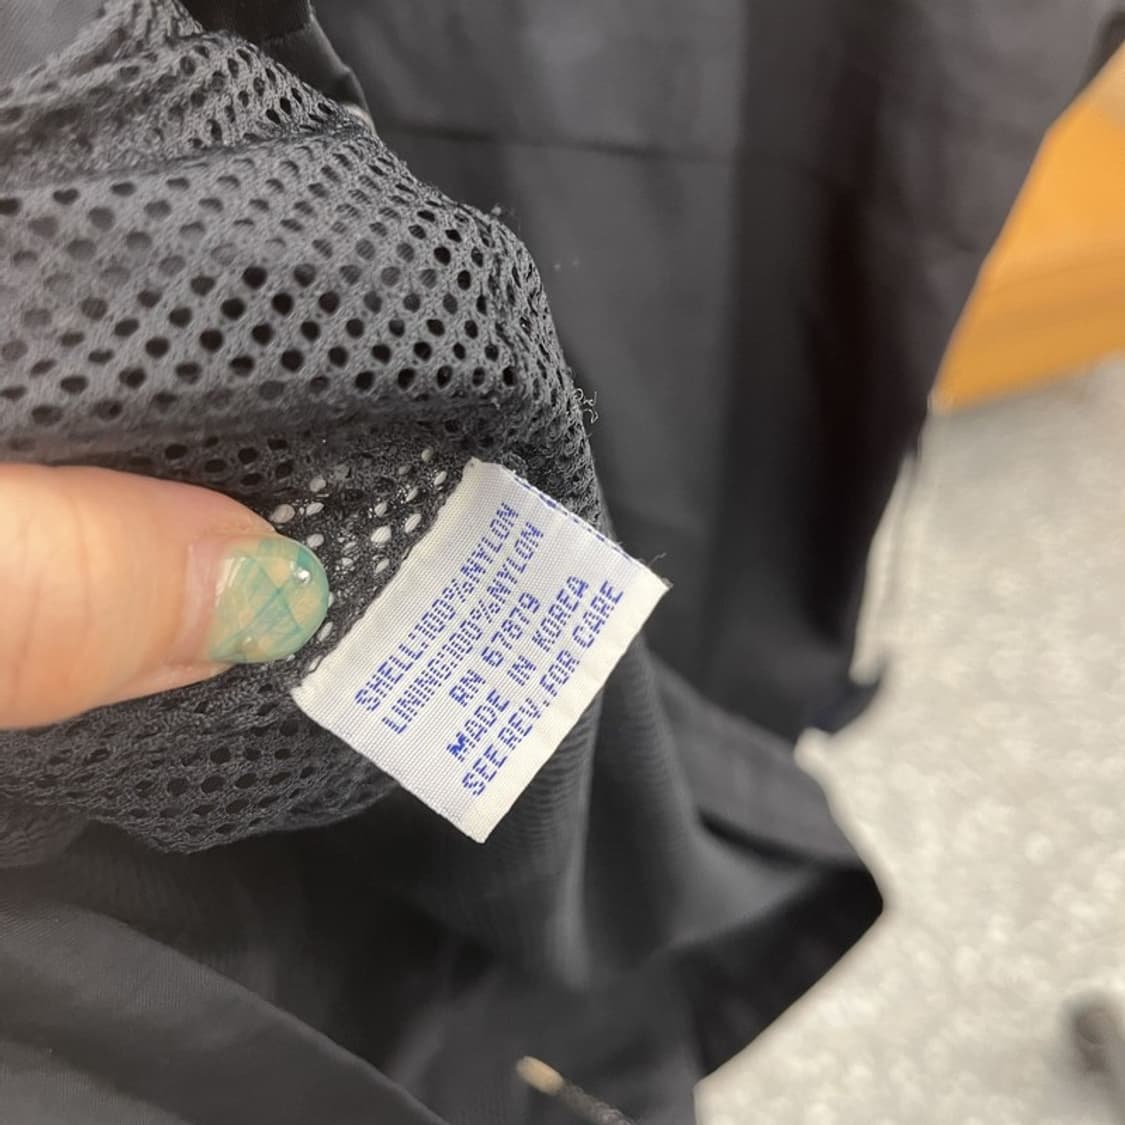 SHELL:100%NYLON
LINING:100%NYLON
RN 67879
MADE IN KOREA
SEE REV. FOR CARE